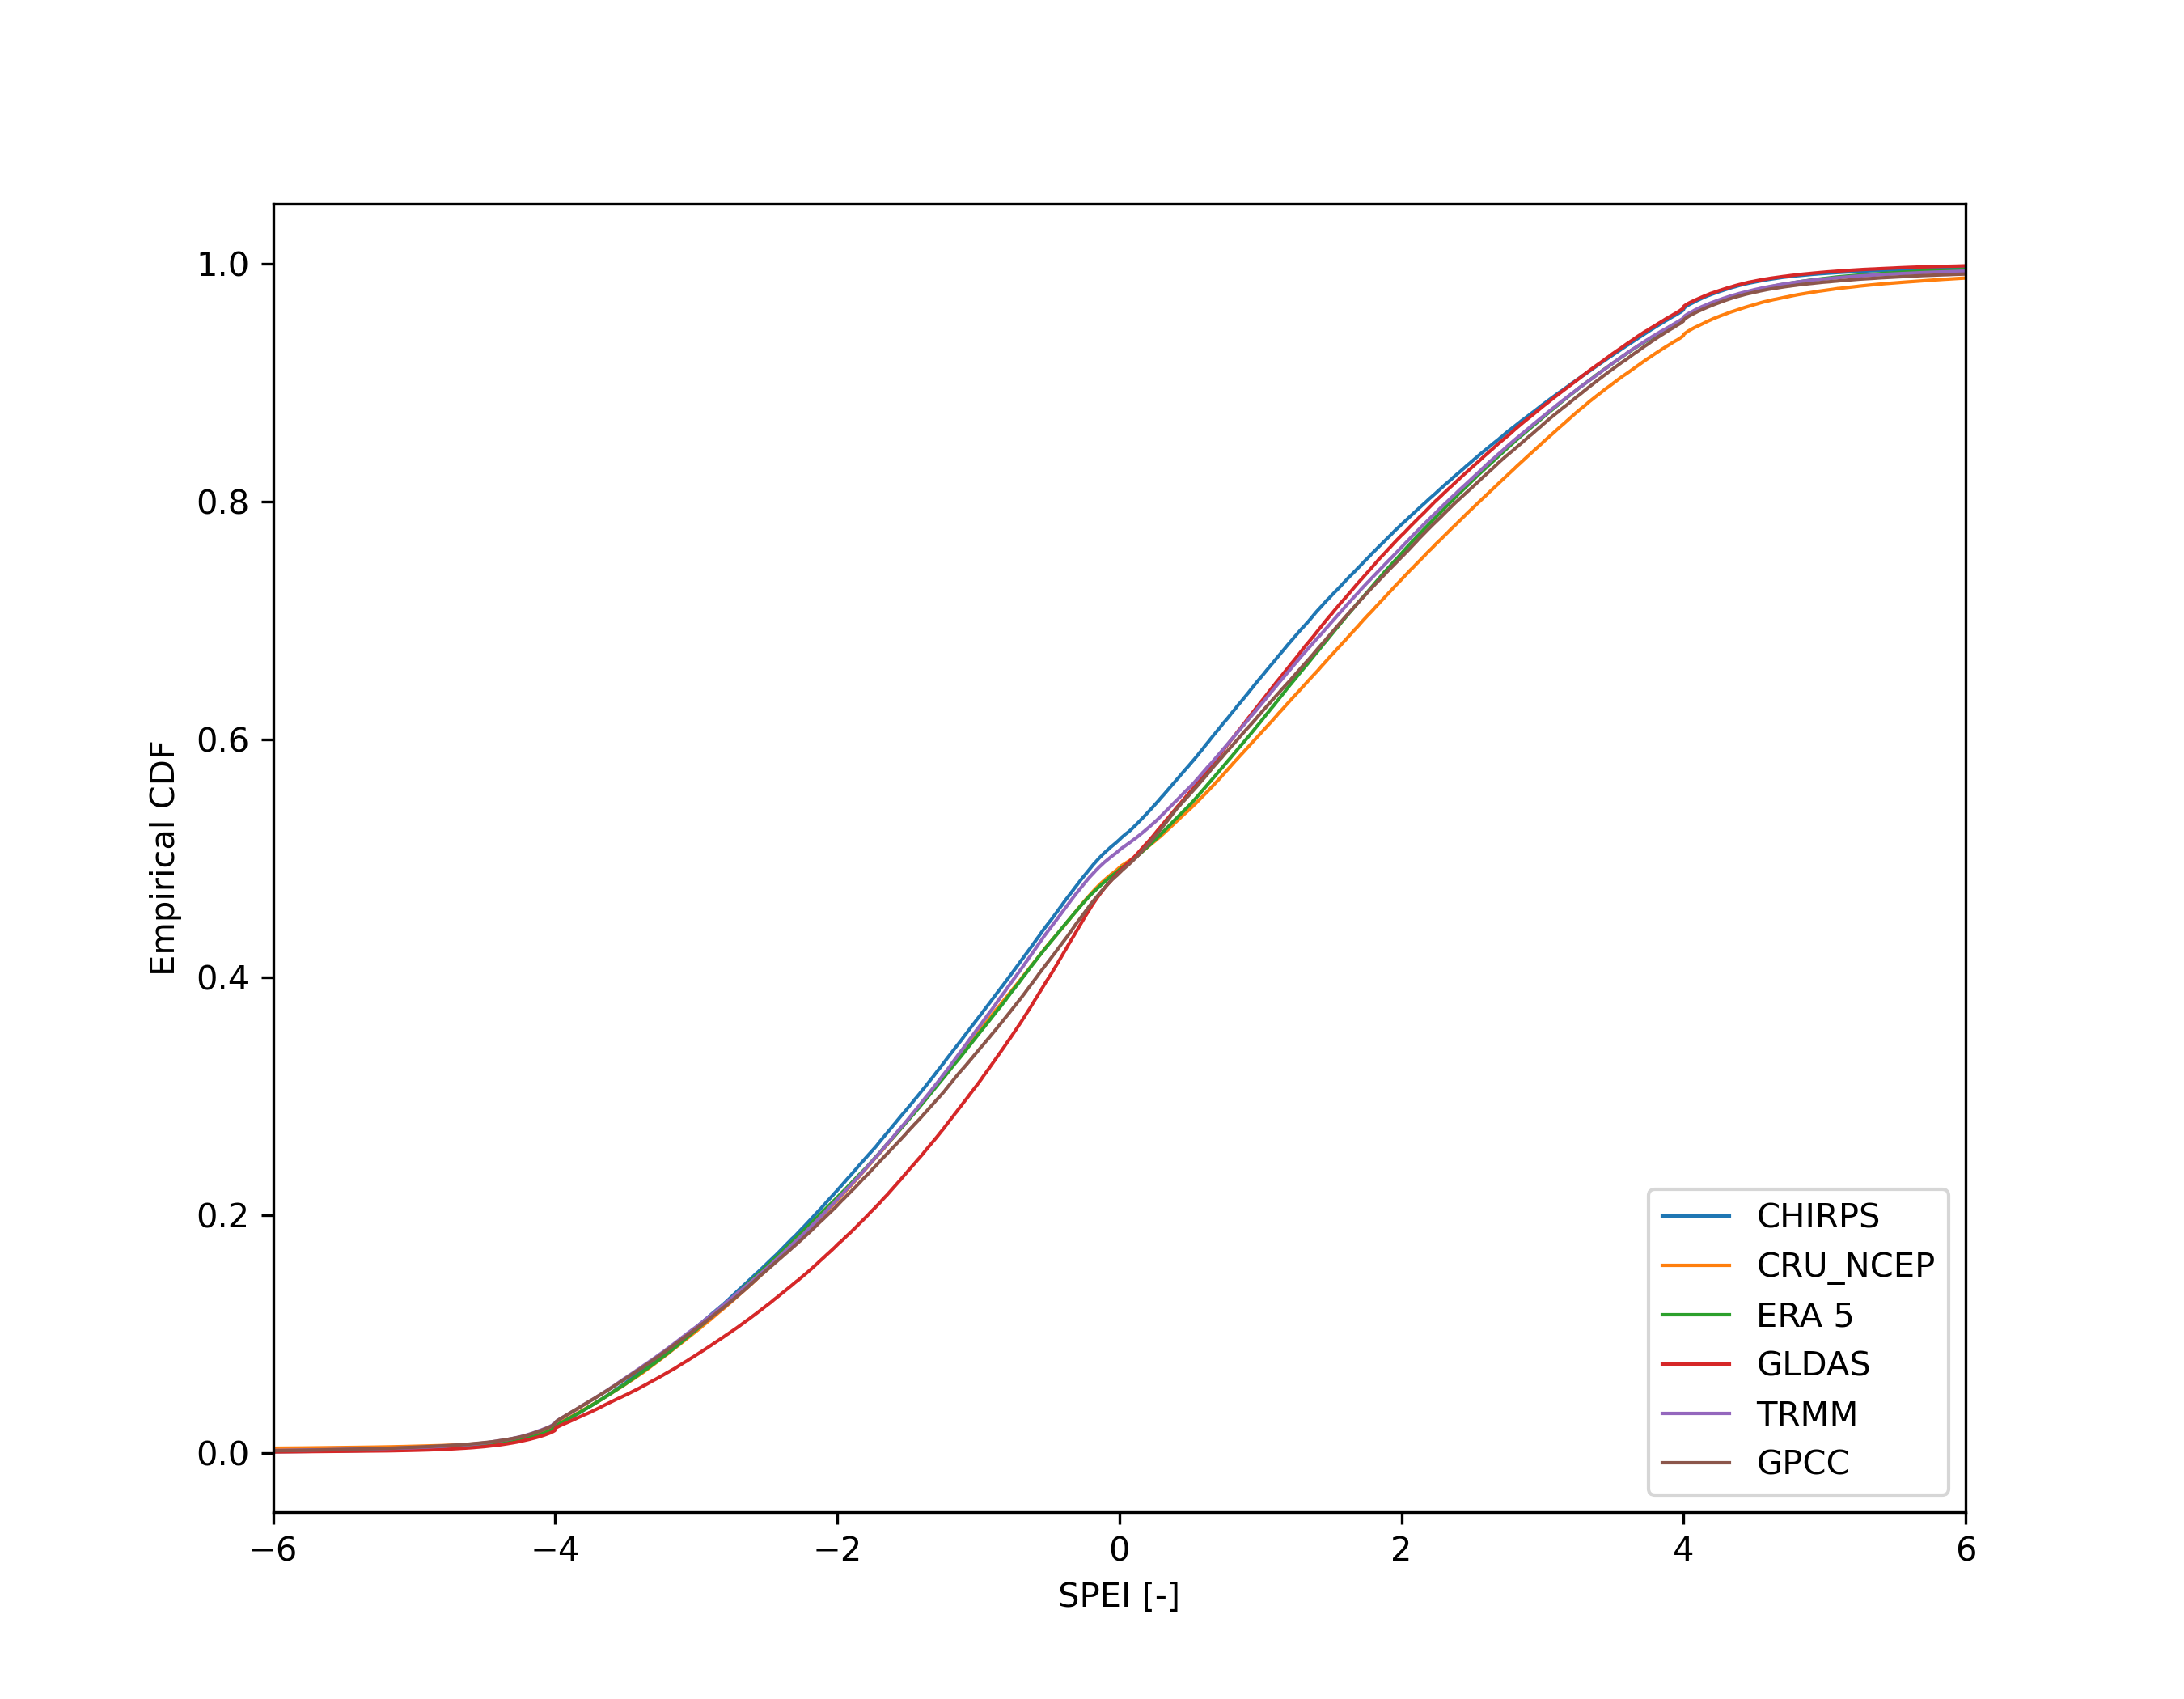 1.0
0.8
0.6
0.4
0.2
0.0
Empirical CDF
−6
−4
−2
0
2
4
6
SPEI [-]
CHIRPS
CRU_NCEP
ERA 5
GLDAS
TRMM
GPCC